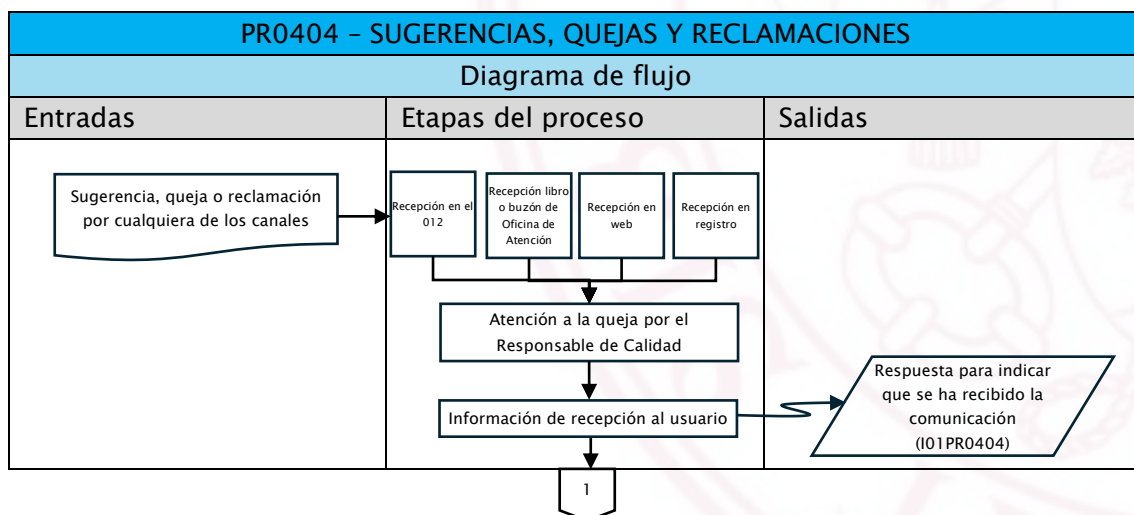 PR0404 – SUGERENCIAS, QUEJAS Y RECLAMACIONES
Diagrama de flujo
Entradas
Etapas del proceso
Salidas
Sugerencia, queja o reclamación
por cualquiera de los canales
Recepción en el
012
Recepción libro
o buzón de
Oficina de
Atención
Recepción en
web
Recepción en
registro
Atención a la queja por el
Responsable de Calidad
Información de recepción al usuario
Respuesta para indicar
que se ha recibido la
comunicación
(I01PR0404)
1